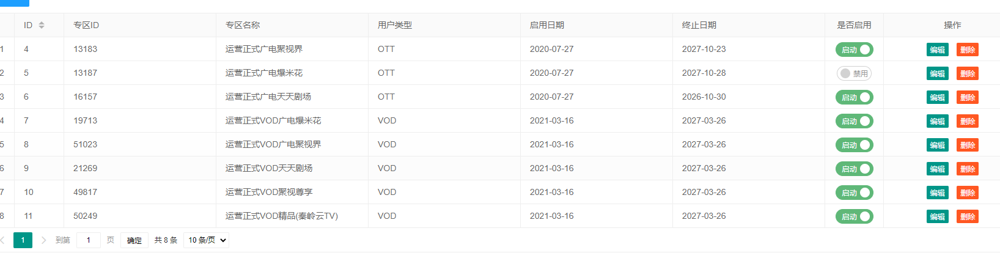 ID 专区ID 专区名称 用户类型 启用日期 终止日期 是否启用 操作
1 4 13183 运营正式广电聚视界 OTT 2020-07-27 2027-10-23 启动 编辑 删除
2 5 13187 运营正式广电爆米花 OTT 2020-07-27 2027-10-28 禁用 编辑 删除
3 6 16157 运营正式广电天天剧场 OTT 2020-07-27 2026-10-30 启动 编辑 删除
4 7 19713 运营正式VOD广电爆米花 VOD 2021-03-16 2027-03-26 启动 编辑 删除
5 8 51023 运营正式VOD广电聚视界 VOD 2021-03-16 2027-03-26 启动 编辑 删除
6 9 21269 运营正式VOD天天剧场 VOD 2021-03-16 2027-03-26 启动 编辑 删除
7 10 49817 运营正式VOD聚视尊享 VOD 2021-03-16 2027-03-26 启动 编辑 删除
8 11 50249 运营正式VOD精品(秦岭云TV) VOD 2021-03-16 2027-03-26 启动 编辑 删除
1 到第 1 页 确定 共 8 条 10 条/页